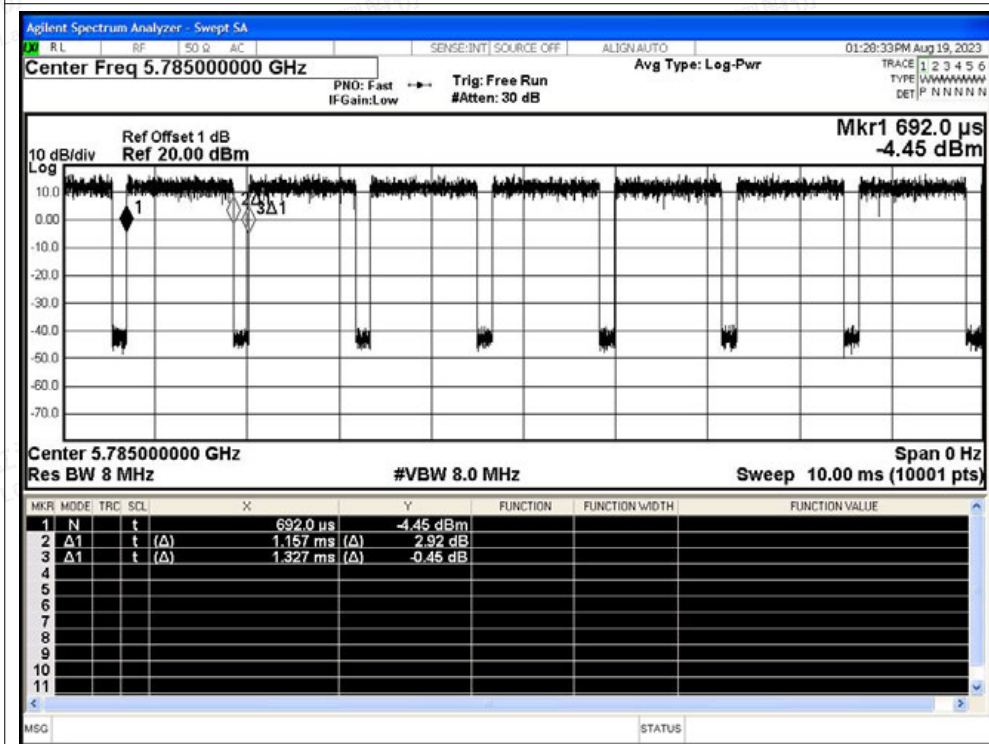 Agilent Spectrum Analyzer - Swept SA
LXI RL RF 50 Ω AC SENSE:INT SOURCE OFF ALIGN AUTO 01:28:33 PM Aug 19, 2023
Center Freq 5.785000000 GHz
Avg Type: Log-Pwr
TRACE 1 2 3 4 5 6
PNO: Fast Trig: Free Run
TYPE WWWWWW
IFGain:Low #Atten: 30 dB
DET P N N N N N
Mkr1 692.0 µs
Ref Offset 1 dB
10 dB/div Ref 20.00 dBm
-4.45 dBm
Log
10.0
0.00
-10.0
-20.0
-30.0
-40.0
-50.0
-60.0
-70.0
1
3Δ1
Center 5.785000000 GHz Span 0 Hz
Res BW 8 MHz #VBW 8.0 MHz Sweep 10.00 ms (10001 pts)
MKR MODE TRC SCL X Y FUNCTION FUNCTION WIDTH FUNCTION VALUE
1 N t 692.0 µs -4.45 dBm
2 Δ1 t (Δ) 1.157 ms (Δ) 2.92 dB
3 Δ1 t (Δ) 1.327 ms (Δ) -0.45 dB
4
5
6
7
8
9
10
11
MSG STATUS